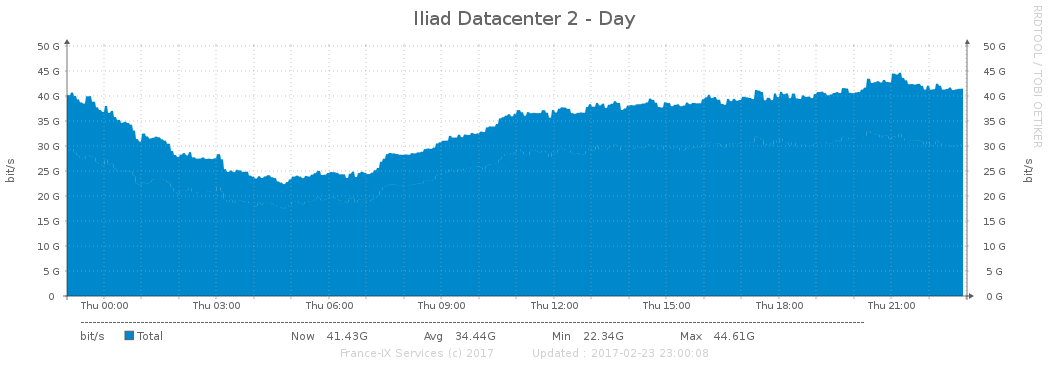 Iliad Datacenter 2 - Day
RRDTOOL / TOBI OETIKER
bit/s
50 G 50 G
45 G 45 G
40 G 40 G
35 G 35 G
30 G 30 G
25 G 25 G
20 G 20 G
15 G 15 G
10 G 10 G
5 G 5 G
0 0 G
bit/s
Thu 00:00 Thu 03:00 Thu 06:00 Thu 09:00 Thu 12:00 Thu 15:00 Thu 18:00 Thu 21:00
bit/s Total Now 41.43G Avg 34.44G Min 22.34G Max 44.61G
France-IX Services (c) 2017 Updated : 2017-02-23 23:00:08